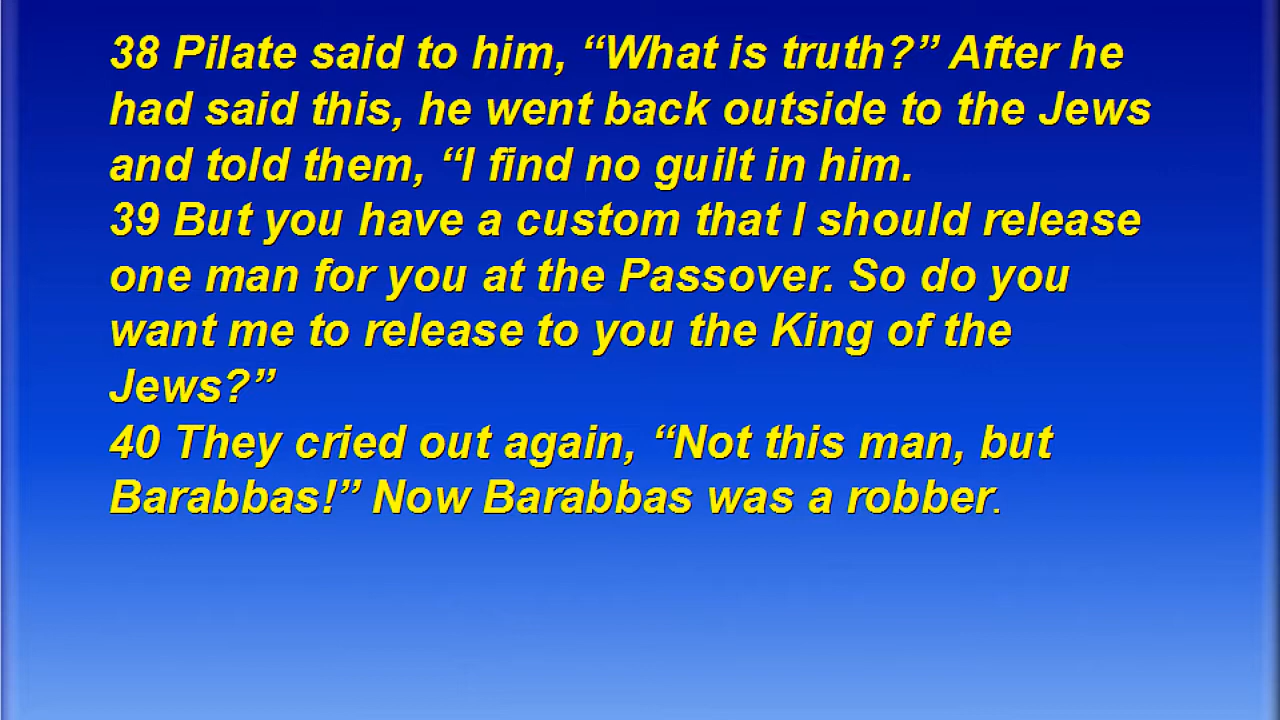 38 Pilate said to him, “What is truth?” After he
had said this, he went back outside to the Jews
and told them, “I find no guilt in him.
39 But you have a custom that I should release
one man for you at the Passover. So do you
want me to release to you the King of the
Jews?”
40 They cried out again, “Not this man, but
Barabbas!” Now Barabbas was a robber.